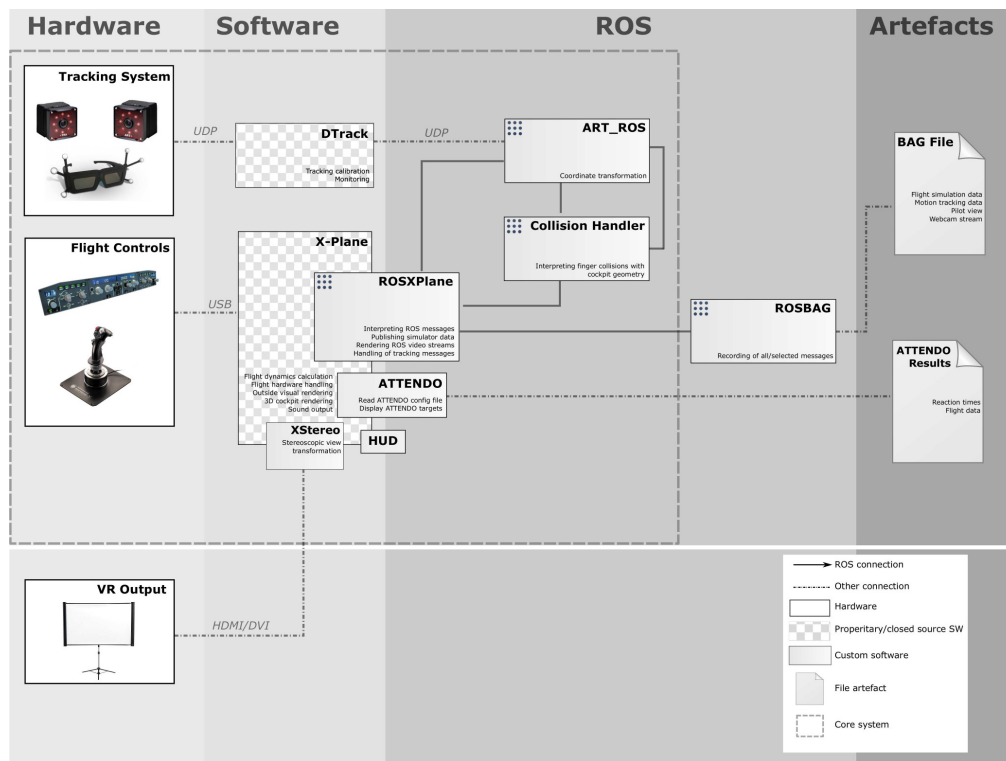 Hardware
Software
ROS
Artefacts
Tracking System
UDP
DTrack
Tracking calibration
Monitoring
UDP
ART_ROS
Coordinate transformation
BAG File
Flight simulation data
Motion tracking data
Pilot view
Webcam stream
Flight Controls
USB
X-Plane
Collision Handler
Interpreting finger collisions with
cockpit geometry
ROSXPlane
Interpreting ROS messages
Publishing simulator data
Rendering ROS video streams
Handling of tracking messages
ROSBAG
Recording of all/selected messages
ATTENDO
Results
Reaction times
Flight data
Flight dynamics calculation
Flight hardware handling
Outside visual rendering
3D cockpit rendering
Sound output
ATTENDO
Read ATTENDO config file
Display ATTENDO targets
XStereo
Stereoscopic view
transformation
HUD
VR Output
HDMI/DVI
ROS connection
Other connection
Hardware
Properitary/closed source SW
Custom software
File artefact
Core system